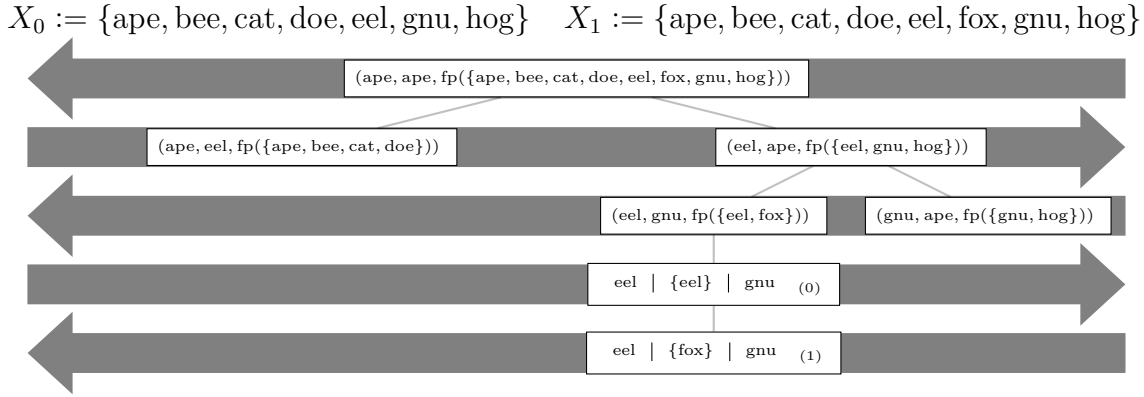 X₀ := {ape, bee, cat, doe, eel, gnu, hog} X₁ := {ape, bee, cat, doe, eel, fox, gnu, hog}
(ape, ape, fp({ape, bee, cat, doe, eel, fox, gnu, hog}))
(ape, eel, fp({ape, bee, cat, doe})) (eel, ape, fp({eel, gnu, hog}))
(eel, gnu, fp({eel, fox})) (gnu, ape, fp({gnu, hog}))
eel | {eel} | gnu (0)
eel | {fox} | gnu (1)